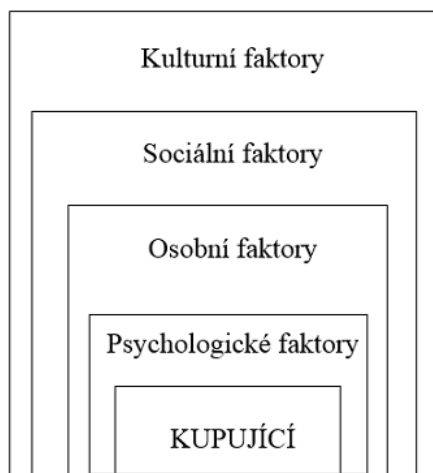 Kulturní faktory
Sociální faktory
Osobní faktory
Psychologické faktory
KUPUJÍCÍ